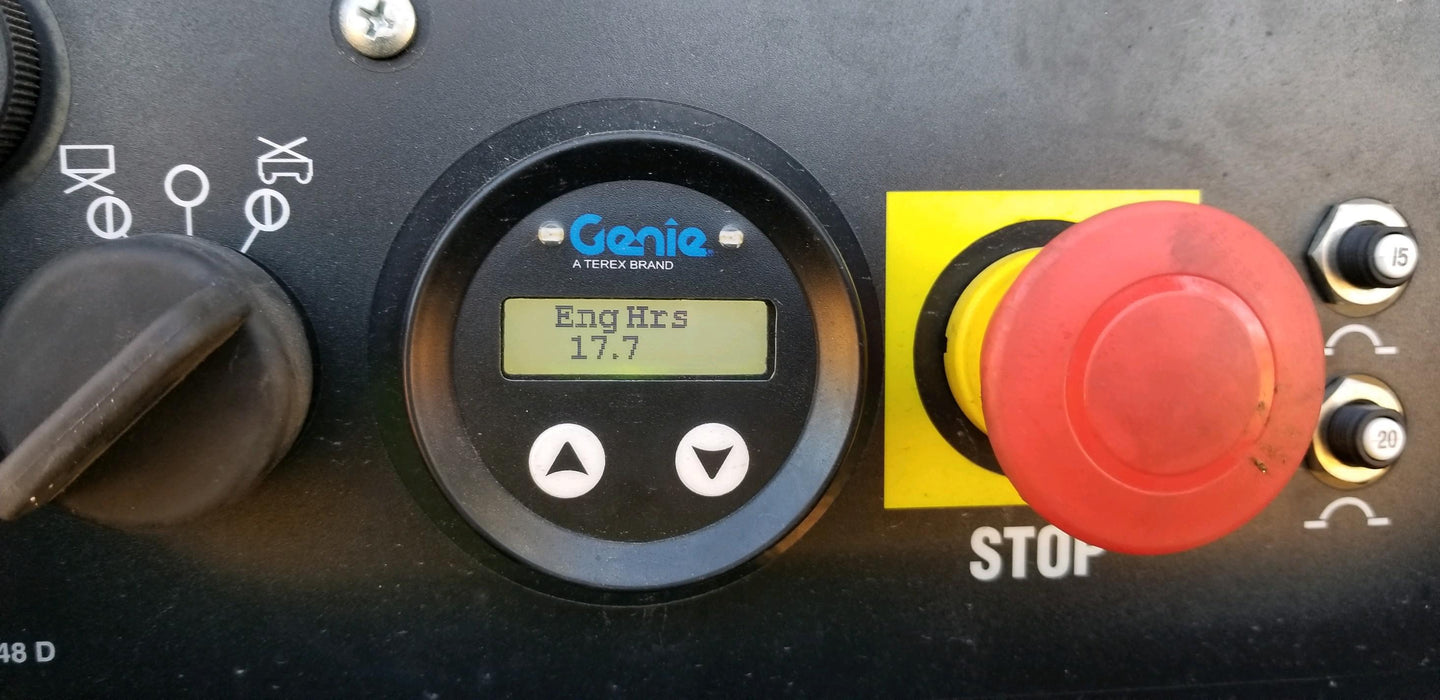 Genie
A TEREX BRAND
Eng Hrs
17.7
STOP
15
20
48 D